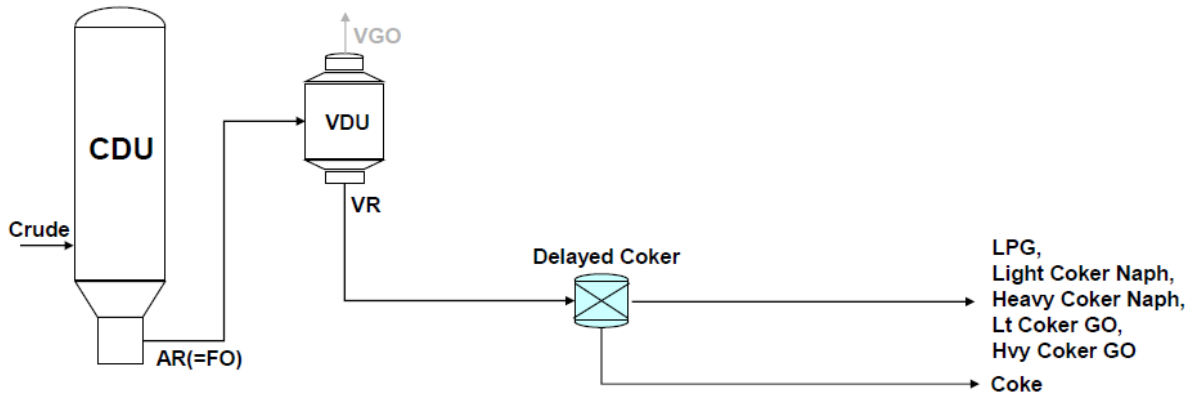 VGO
CDU
VDU
VR
Crude
AR(=FO)
Delayed Coker
LPG,
Light Coker Naph,
Heavy Coker Naph,
Lt Coker GO,
Hvy Coker GO
Coke